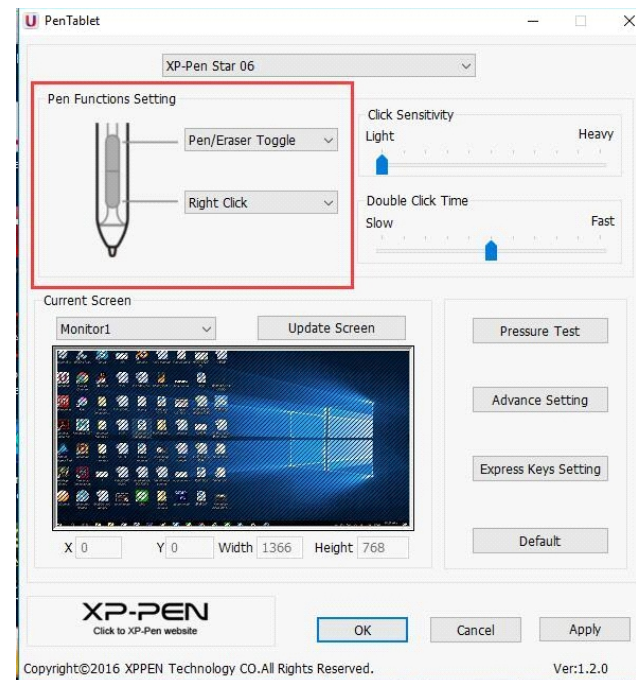 PenTablet
XP-Pen Star 06
Pen Functions Setting
Pen/Eraser Toggle
Right Click
Click Sensitivity
Light Heavy
Double Click Time
Slow Fast
Current Screen
Monitor1
Update Screen
X 0 Y 0 Width 1366 Height 768
Pressure Test
Advance Setting
Express Keys Setting
Default
XP-PEN
Click to XP-Pen website
OK Cancel Apply
Copyright©2016 XPPEN Technology CO.All Rights Reserved. Ver:1.2.0